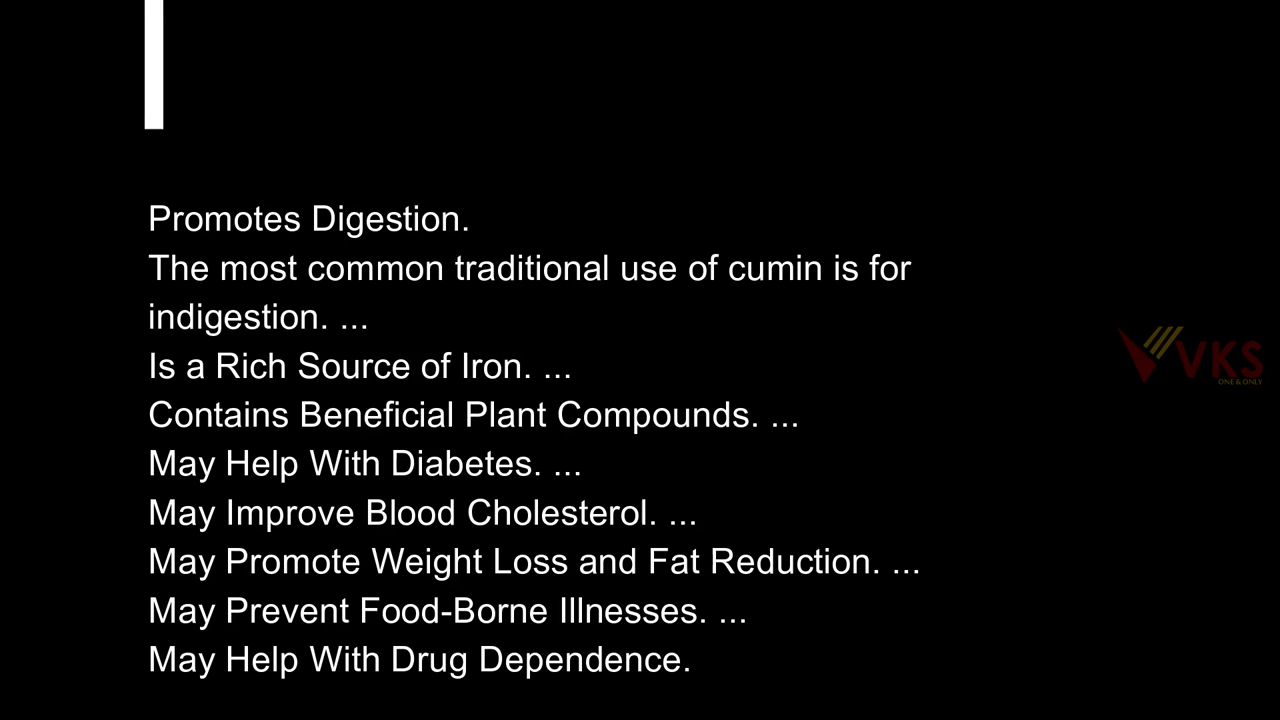 Promotes Digestion.
The most common traditional use of cumin is for
indigestion. ...
Is a Rich Source of Iron. ...
Contains Beneficial Plant Compounds. ...
May Help With Diabetes. ...
May Improve Blood Cholesterol. ...
May Promote Weight Loss and Fat Reduction. ...
May Prevent Food-Borne Illnesses. ...
May Help With Drug Dependence.
VKS
ONE & ONLY